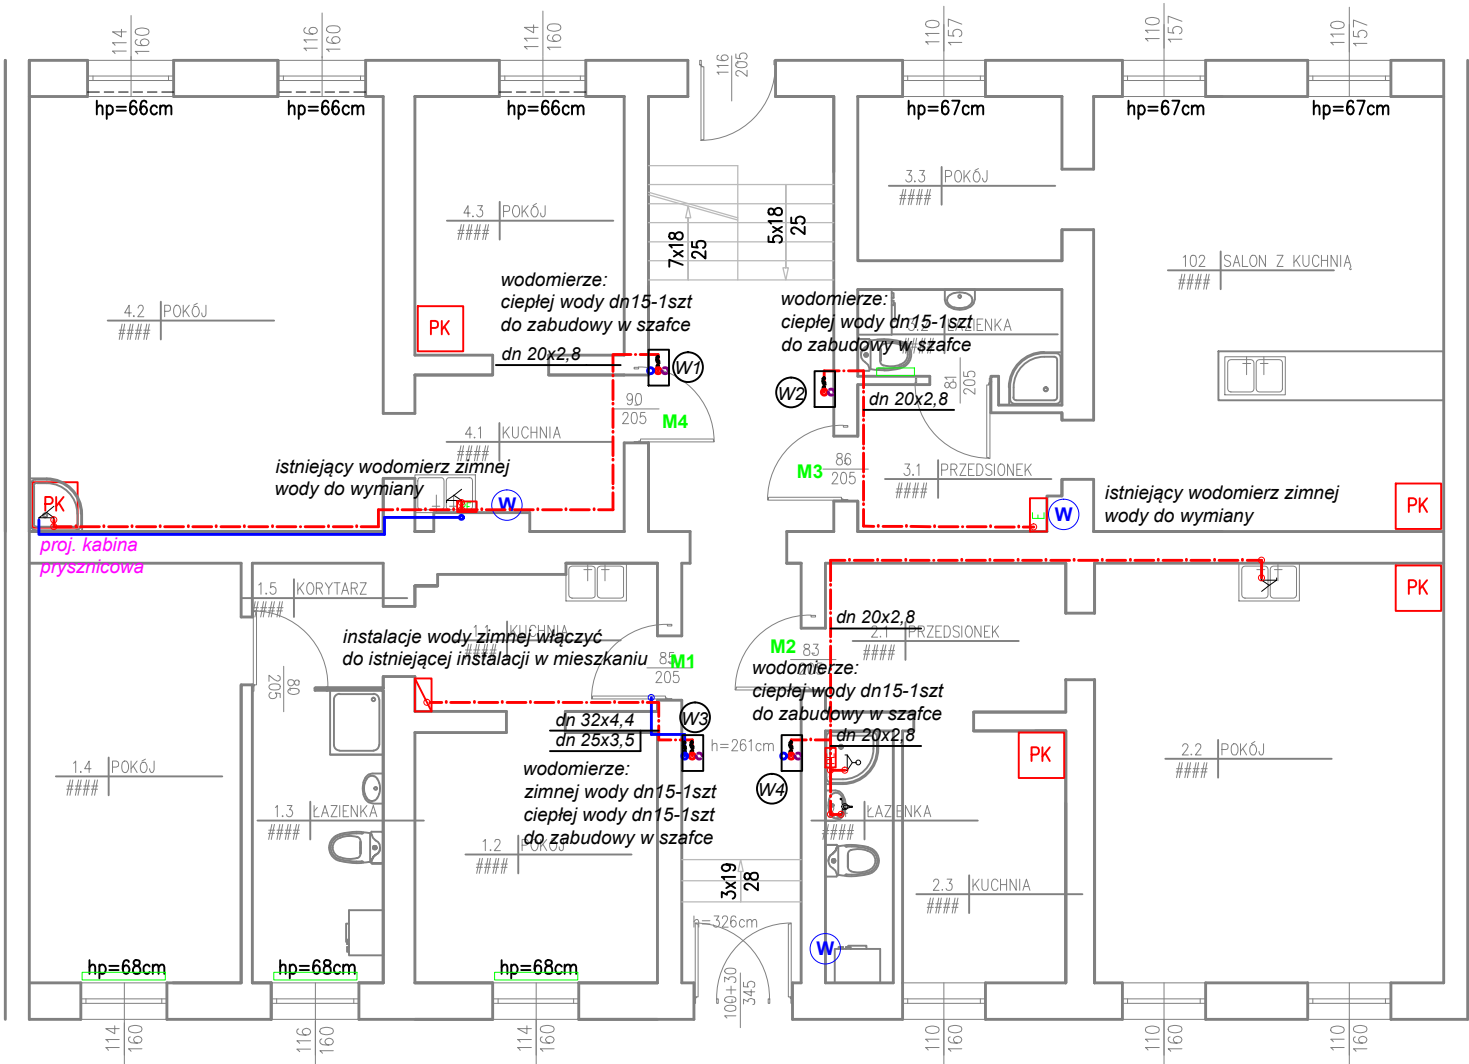 114
160
116
160
114
160
110
157
110
157
110
157
116
205
hp=66cm
hp=66cm
hp=66cm
hp=67cm
hp=67cm
hp=67cm
3.3 POKÓJ
####
4.3 POKÓJ
####
7x18
25
5x18
25
102 SALON Z KUCHNIĄ
####
4.2 POKÓJ
####
PK
wodomierze:
ciepłej wody dn15-1szt
do zabudowy w szafce
dn 20x2,8
W1
wodomierze:
ciepłej wody dn15-1szt
do zabudowy w szafce
3.2 ŁAZIENKA
####
W2
dn 20x2,8
81
205
90
205
M4
4.1 KUCHNIA
####
istniejący wodomierz zimnej
wody do wymiany
W
PK
proj. kabina
prysznicowa
M3
86
205
3.1 PRZEDSIONEK
####
E
W
istniejący wodomierz zimnej
wody do wymiany
PK
PK
1.5 KORYTARZ
####
1.1 KUCHNIA
####
instalacje wody zimnej włączyć
do istniejącej instalacji w mieszkaniu
85
205
M1
M2
83
205
dn 20x2,8
2.1 PRZEDSIONEK
####
wodomierze:
ciepłej wody dn15-1szt
do zabudowy w szafce
dn 20x2,8
80
205
dn 32x4,4
dn 25x3,5
W3
h=261cm
W4
wodomierze:
zimnej wody dn15-1szt
ciepłej wody dn15-1szt
do zabudowy w szafce
PK
2.2 POKÓJ
####
1.4 POKÓJ
####
1.3 ŁAZIENKA
####
1.2 POKÓJ
####
ŁAZIENKA
####
2.3 KUCHNIA
####
3x19
28
h=326cm
W
100+30
345
hp=68cm
hp=68cm
hp=68cm
114
160
116
160
114
160
110
160
110
160
110
160